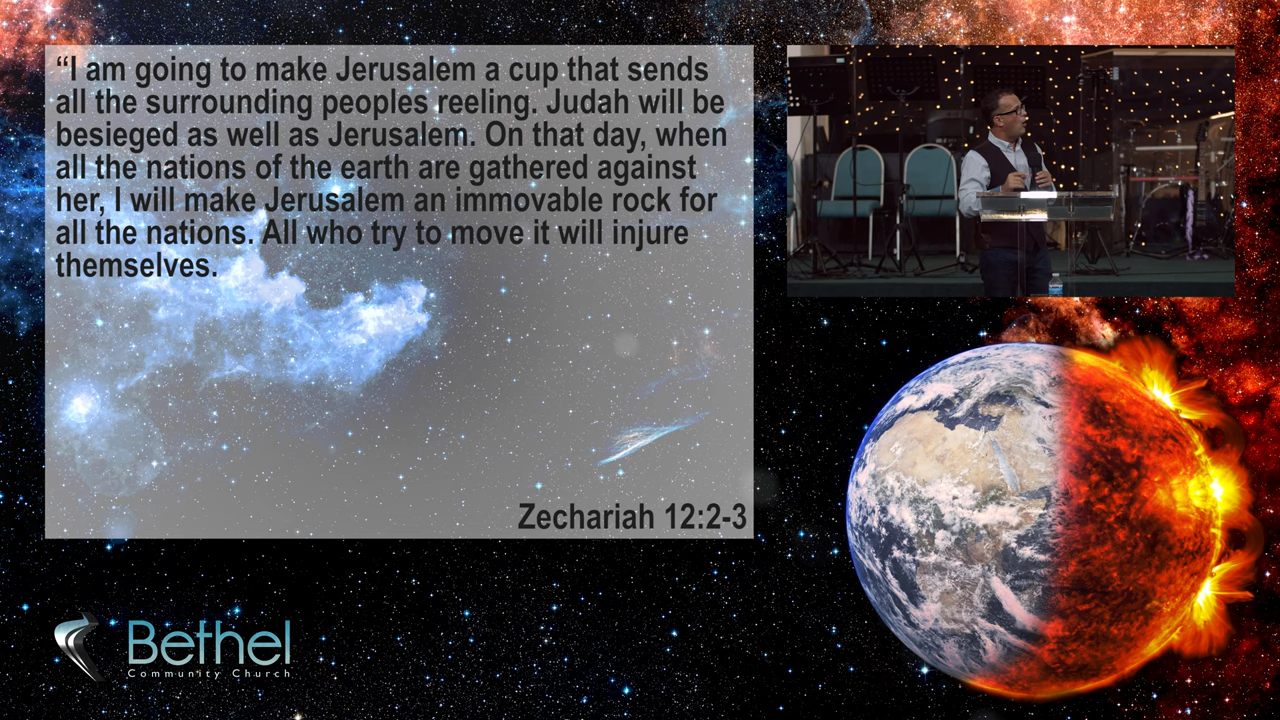 “I am going to make Jerusalem a cup that sends
all the surrounding peoples reeling. Judah will be
besieged as well as Jerusalem. On that day, when
all the nations of the earth are gathered against
her, I will make Jerusalem an immovable rock for
all the nations. All who try to move it will injure
themselves.
Zechariah 12:2-3
Bethel
Community Church